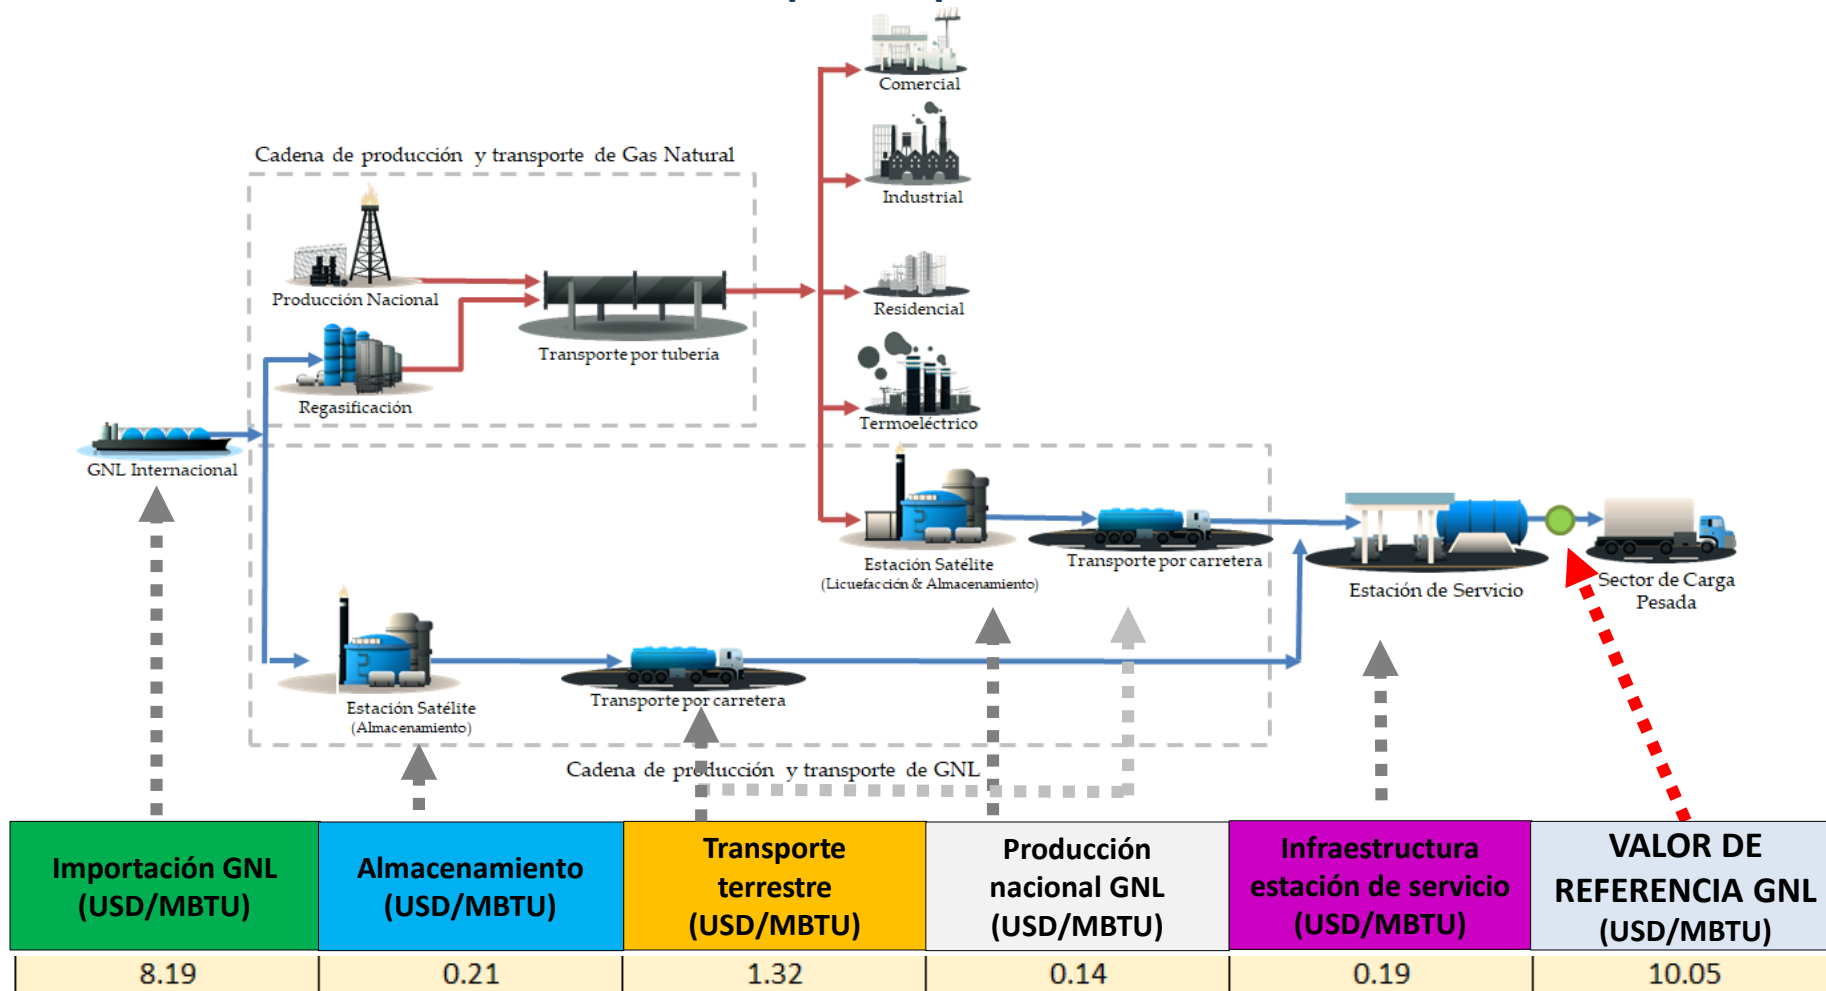 Comercial
Cadena de producción y transporte de Gas Natural
Industrial
Producción Nacional
Residencial
Transporte por tubería
Regasificación
Termoeléctrico
GNL Internacional
Estación Satélite
(Licuefacción & Almacenamiento)
Transporte por carretera
Estación de Servicio
Sector de Carga
Pesada
Estación Satélite
(Almacenamiento)
Transporte por carretera
Cadena de producción y transporte de GNL
Importación GNL
(USD/MBTU)
Almacenamiento
(USD/MBTU)
Transporte
terrestre
(USD/MBTU)
Producción
nacional GNL
(USD/MBTU)
Infraestructura
estación de servicio
(USD/MBTU)
VALOR DE
REFERENCIA GNL
(USD/MBTU)
8.19
0.21
1.32
0.14
0.19
10.05